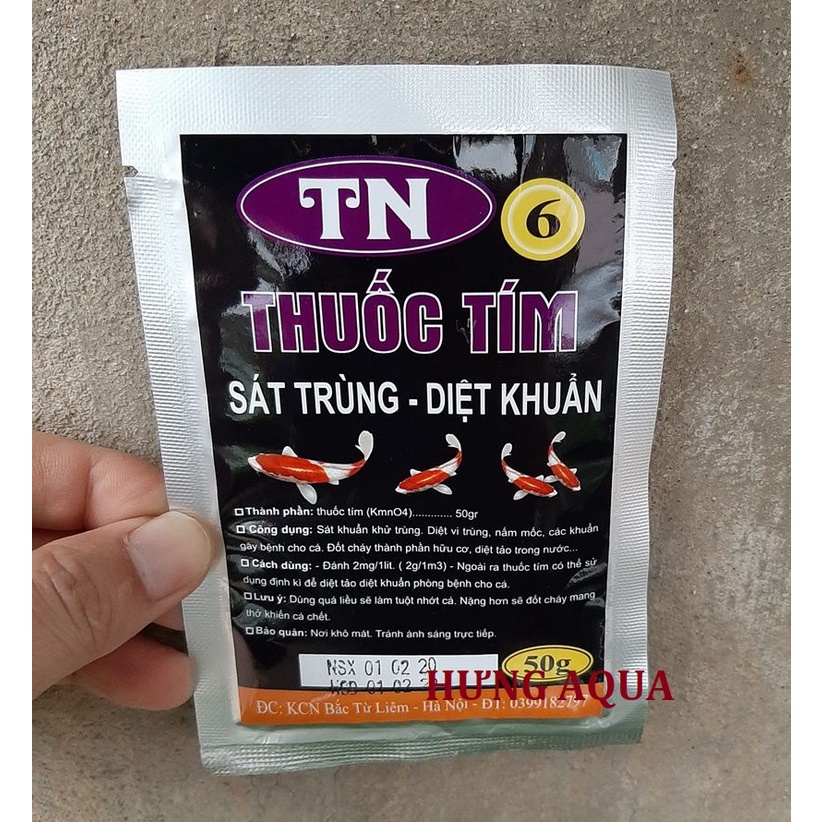 TN
6
THUỐC TÍM
SÁT TRÙNG - DIỆT KHUẨN
Thành phần: thuốc tím (KmnO4)............. 50gr
Công dụng: Sát khuẩn khử trùng. Diệt vi trùng, nấm mốc, các khuẩn
gây bệnh cho cá. Đốt cháy thành phần hữu cơ, diệt tảo trong nước...
Cách dùng: - Đánh 2mg/1lit. ( 2g/1m3) - Ngoài ra thuốc tím có thể sử
dụng định kì để diệt tảo diệt khuẩn phòng bệnh cho cá.
Lưu ý: Dùng quá liều sẽ làm tuột nhớt cá. Nặng hơn sẽ đốt cháy mang
thở khiến cá chết.
Bảo quản: Nơi khô mát. Tránh ánh sáng trực tiếp.
NSX 01 02 20
50g
HSD 01 02
HƯNG AQUA
ĐC: KCN Bắc Từ Liêm - Hà Nội - ĐT: 0399182797